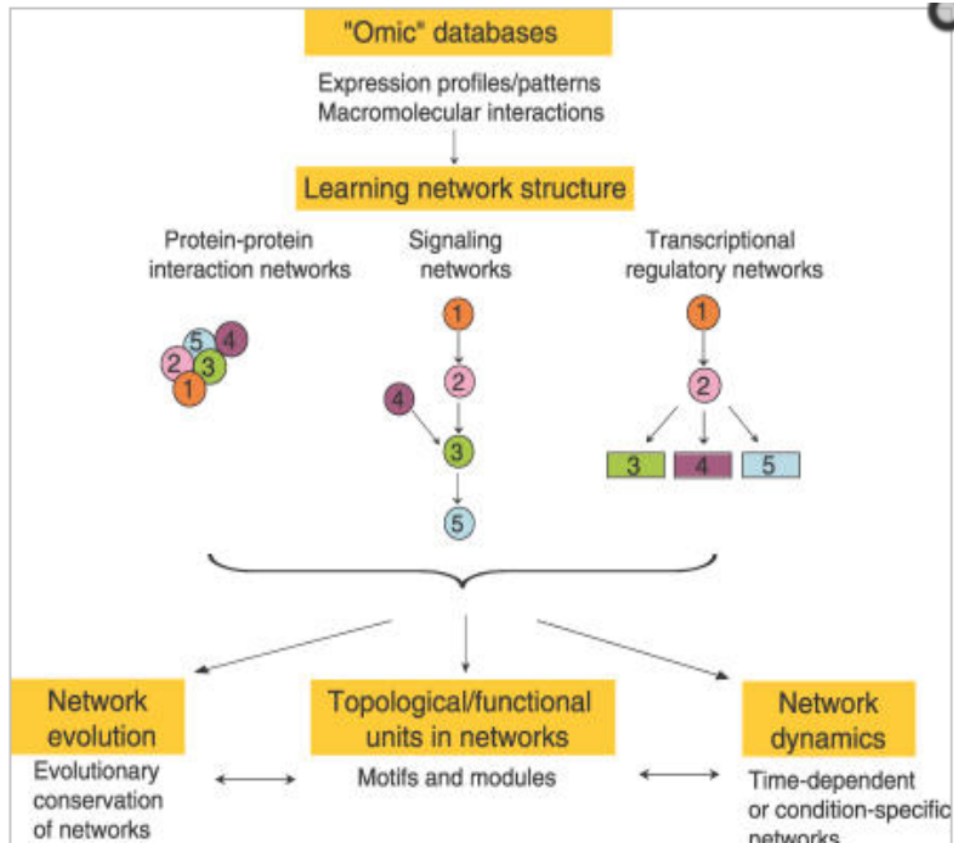 "Omic" databases
Expression profiles/patterns
Macromolecular interactions
Learning network structure
Protein-protein
interaction networks
Signaling
networks
Transcriptional
regulatory networks
5
4
2
3
1
1
2
4
3
5
1
2
3
4
5
Network
evolution
Evolutionary
conservation
of networks
Topological/functional
units in networks
Motifs and modules
Network
dynamics
Time-dependent
or condition-specific
networks